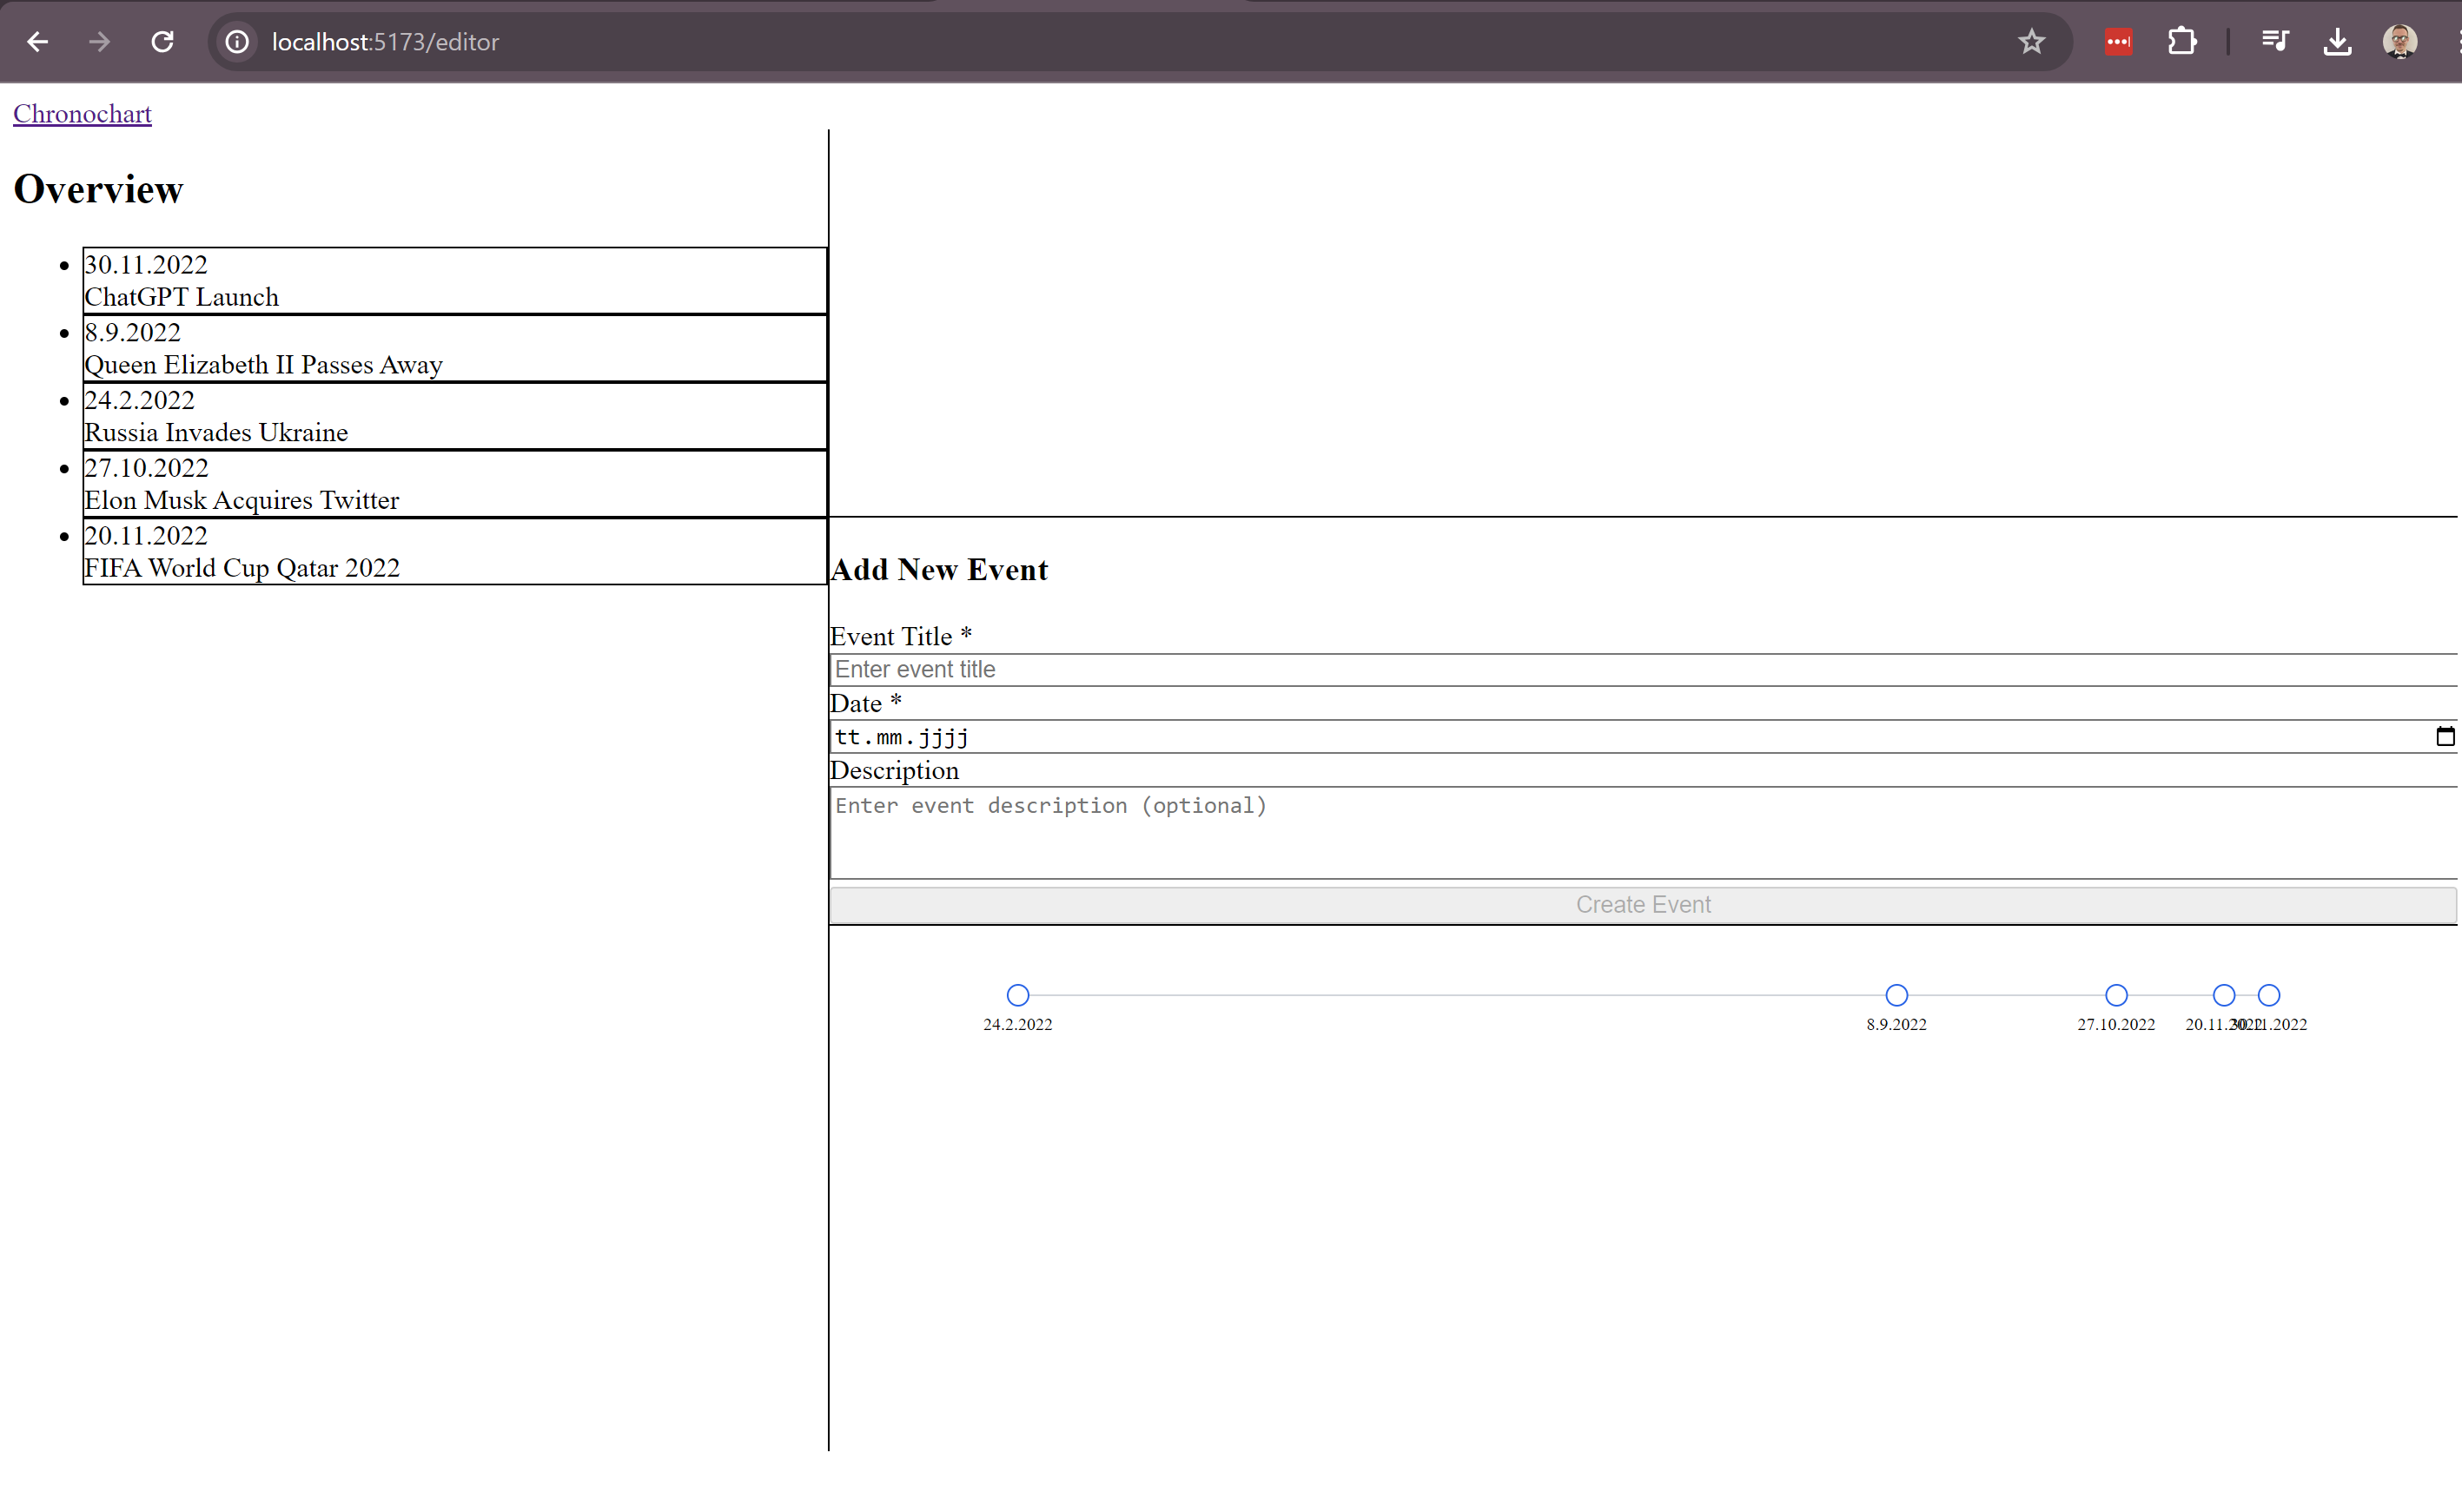 localhost:5173/editor
Chronochart
Overview
30.11.2022
ChatGPT Launch
8.9.2022
Queen Elizabeth II Passes Away
24.2.2022
Russia Invades Ukraine
27.10.2022
Elon Musk Acquires Twitter
20.11.2022
FIFA World Cup Qatar 2022
Add New Event
Event Title *
Enter event title
Date *
tt.mm.jjjj
Description
Enter event description (optional)
Create Event
24.2.2022 8.9.2022 27.10.2022 20.11.2022 30.11.2022